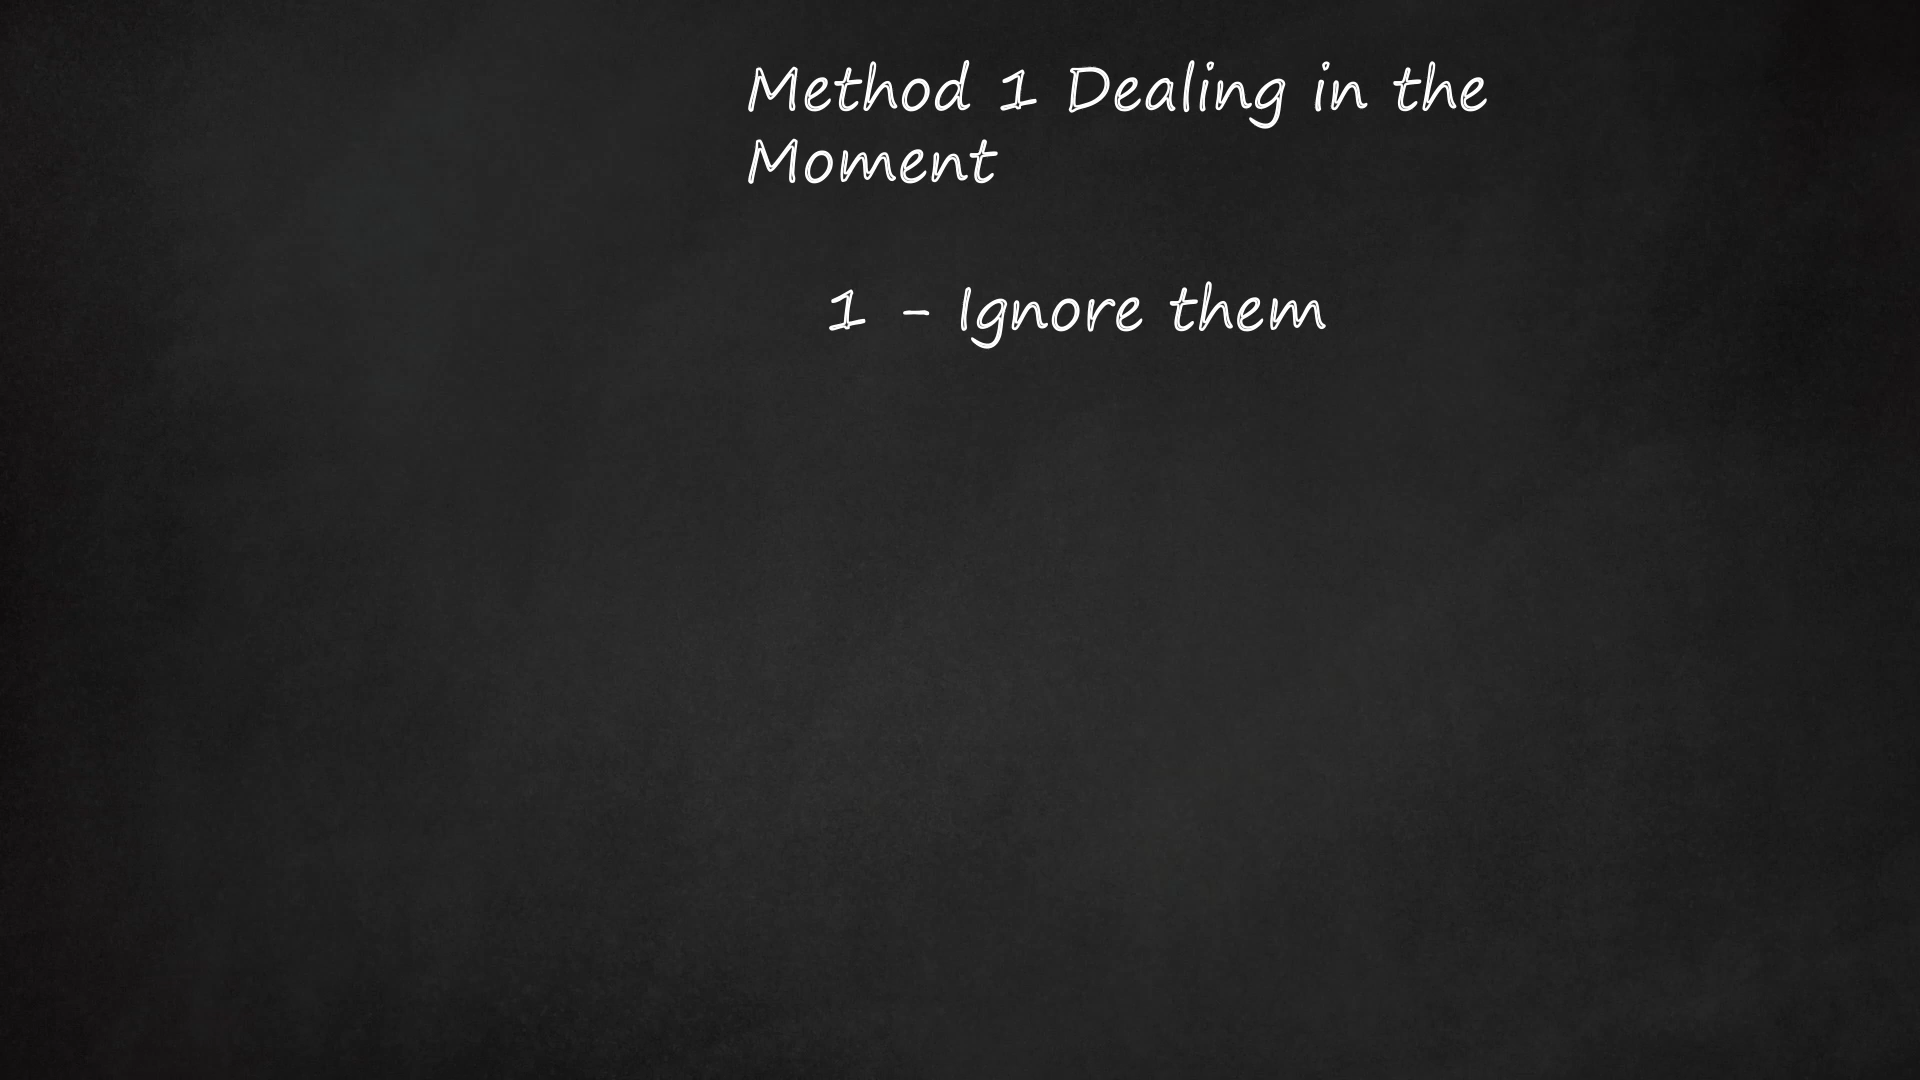 Method 1 Dealing in the
Moment
1 - Ignore them